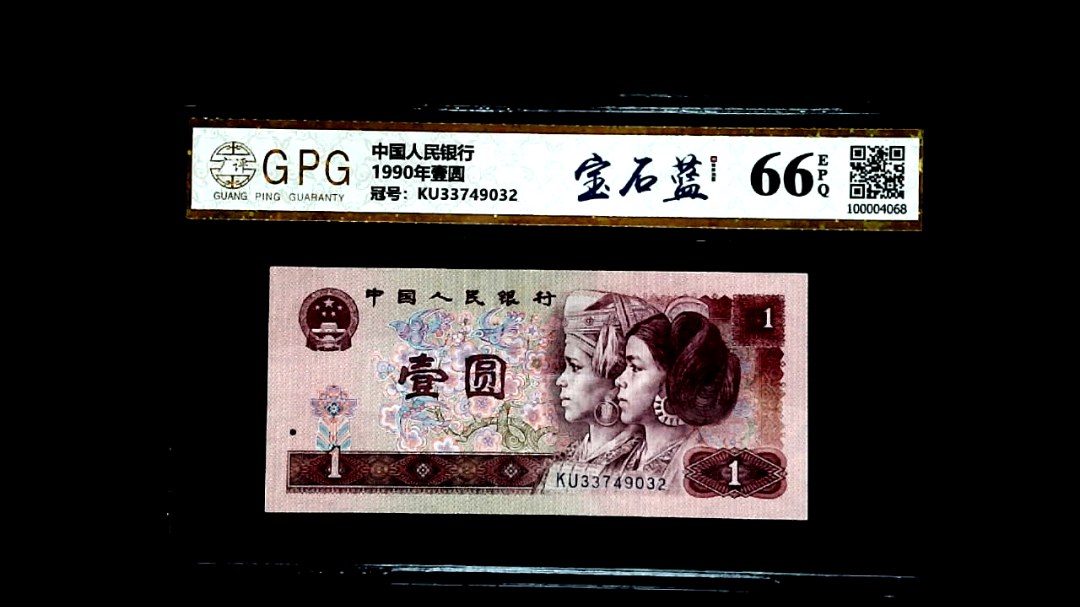 GPG
GUANG PING GUARANTY
中国人民银行
1990年壹圆
冠号：KU33749032
宝石蓝
66
EPQ
100004068
中国人民银行
1
壹圆
1
KU33749032
1